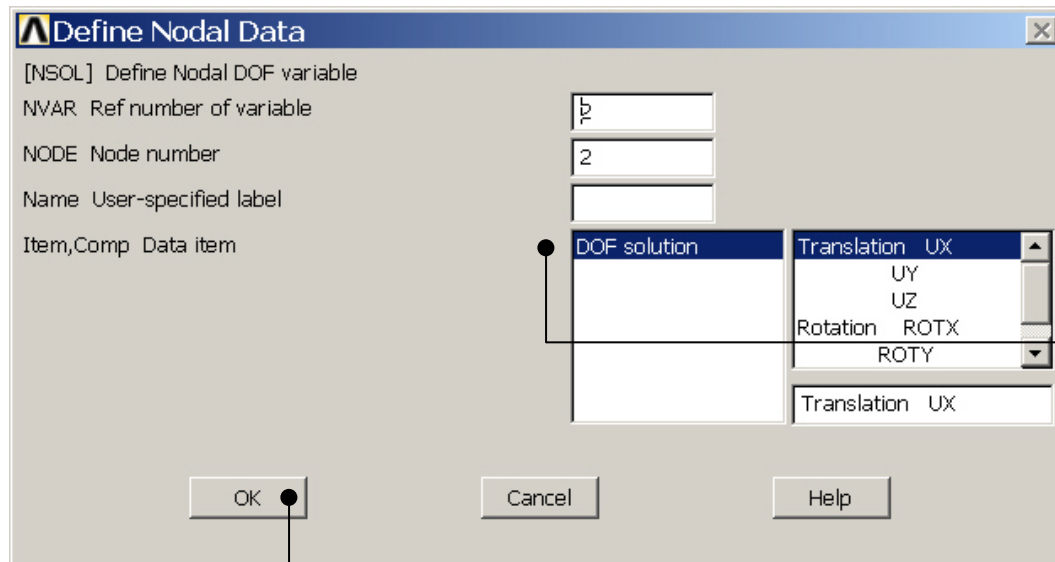 Define Nodal Data
[NSOL] Define Nodal DOF variable
NVAR Ref number of variable
NODE Node number 2
Name User-specified label
Item,Comp Data item DOF solution Translation UX
UY
UZ
Rotation ROTX
ROTY
Translation UX
OK Cancel Help